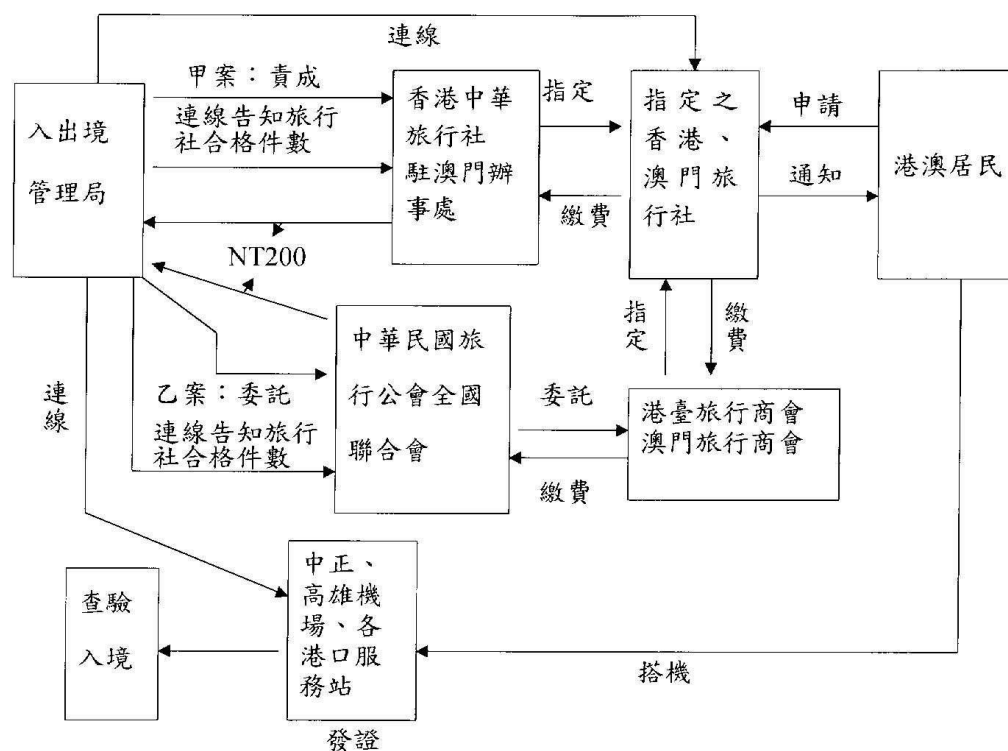 連線
入出境
管理局
甲案：責成
連線告知旅行
社合格件數
香港中華
旅行社
駐澳門辦
事處
指定
繳費
指定之
香港、
澳門旅
行社
申請
通知
港澳居民
NT200
中華民國旅
行公會全國
聯合會
乙案：委託
連線告知旅行
社合格件數
連線
委託
繳費
指定
繳費
港臺旅行商會
澳門旅行商會
查驗
入境
中正、
高雄機
場、各
港口服
務站
發證
搭機